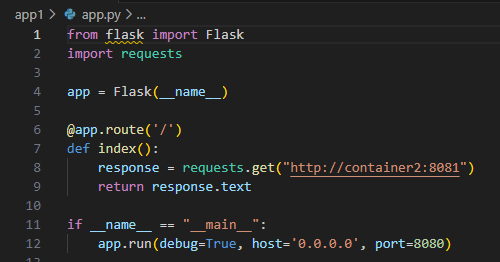 app1 > app.py > ...
1 from flask import Flask
2 import requests
3
4 app = Flask(__name__)
5
6 @app.route('/')
7 def index():
8     response = requests.get("http://container2:8081")
9     return response.text
10
11 if __name__ == "__main__":
12     app.run(debug=True, host='0.0.0.0', port=8080)